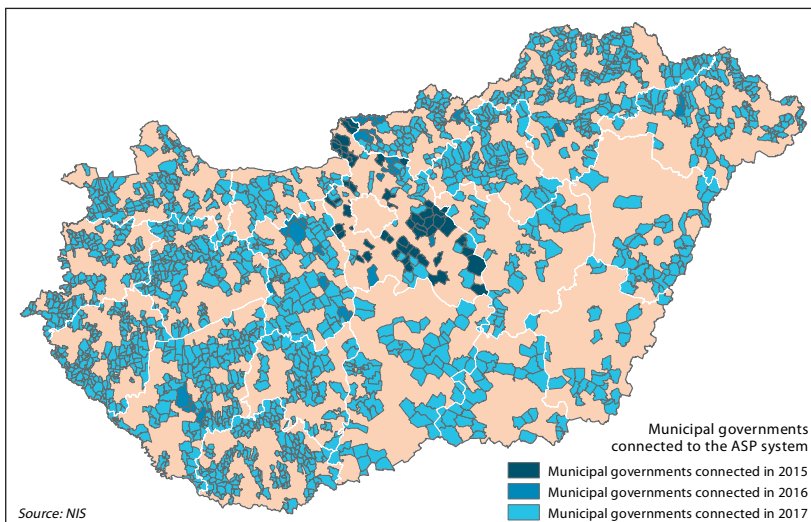 Municipal governments
connected to the ASP system
Municipal governments connected in 2015
Municipal governments connected in 2016
Municipal governments connected in 2017
Source: NIS